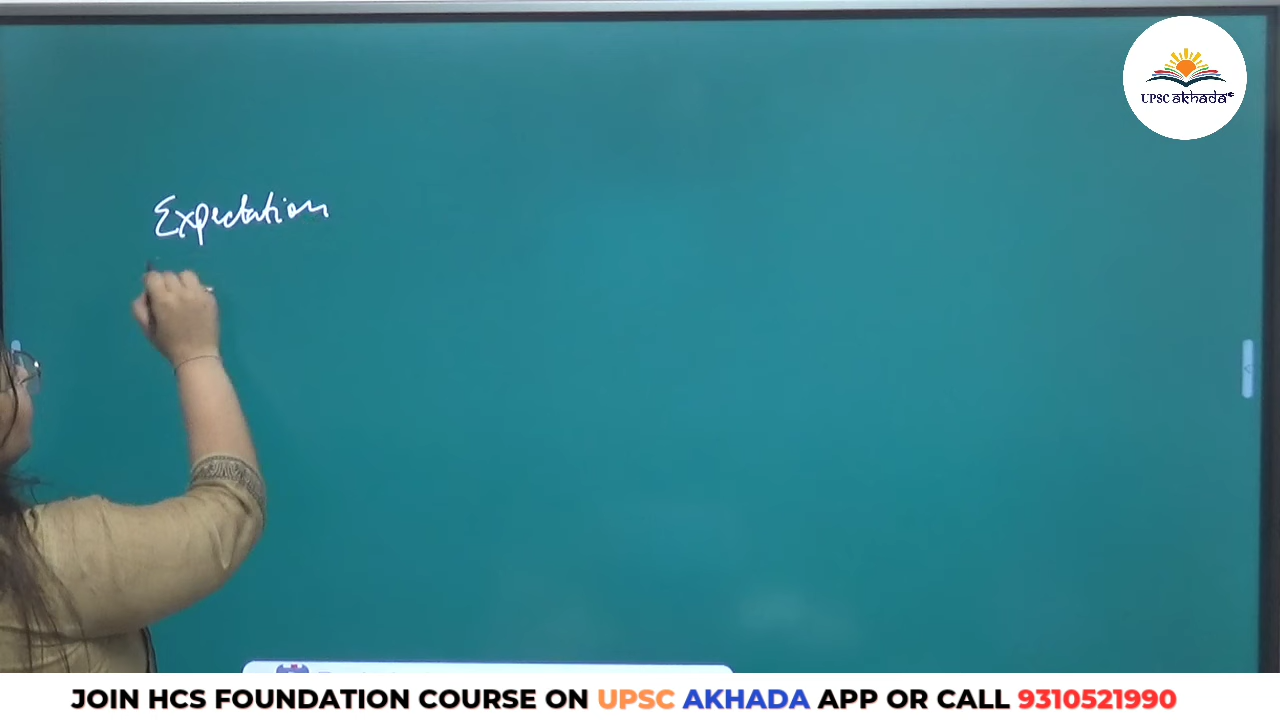 UPSC akhada
Expectation
JOIN HCS FOUNDATION COURSE ON UPSC AKHADA APP OR CALL 9310521990